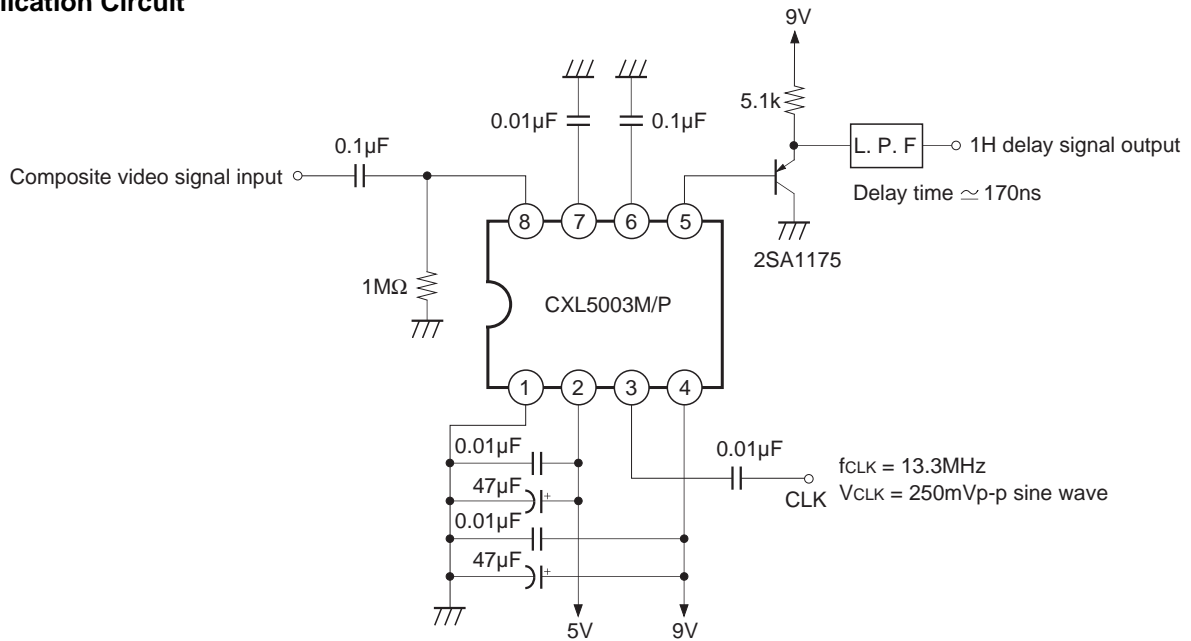 lication Circuit
9V
5.1k
0.01μF
0.1μF
0.1μF
L. P. F
1H delay signal output
Composite video signal input
Delay time ≃ 170ns
8
7
6
5
2SA1175
1MΩ
CXL5003M/P
1
2
3
4
0.01μF
0.01μF
fCLK = 13.3MHz
47μF
+
CLK
VCLK = 250mVp-p sine wave
0.01μF
47μF
+
5V
9V